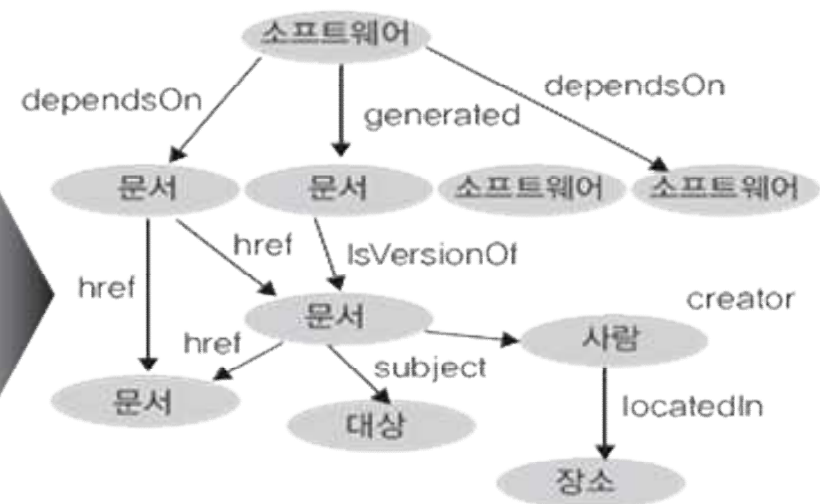 소프트웨어
dependsOn
generated
dependsOn
문서
문서
소프트웨어
소프트웨어
href
href
IsVersionOf
문서
creator
href
subject
사람
문서
대상
locatedIn
장소